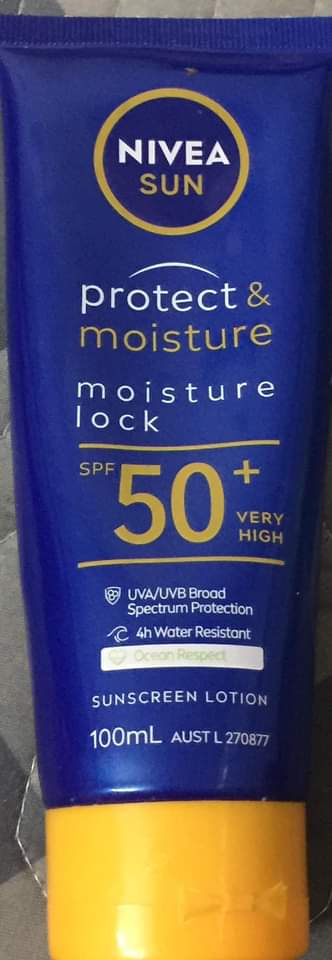 NIVEA
SUN
protect &
moisture
moisture
lock
SPF 50+
VERY
HIGH
UVA/UVB Broad
Spectrum Protection
4h Water Resistant
Ocean Respect
SUNSCREEN LOTION
100mL AUST L 270877